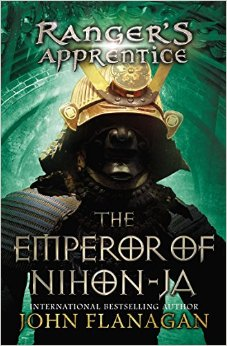 RANGER'S
APPRENTICE
THE
EMPEROR OF
NIHON-JA
INTERNATIONAL BESTSELLING AUTHOR
JOHN FLANAGAN